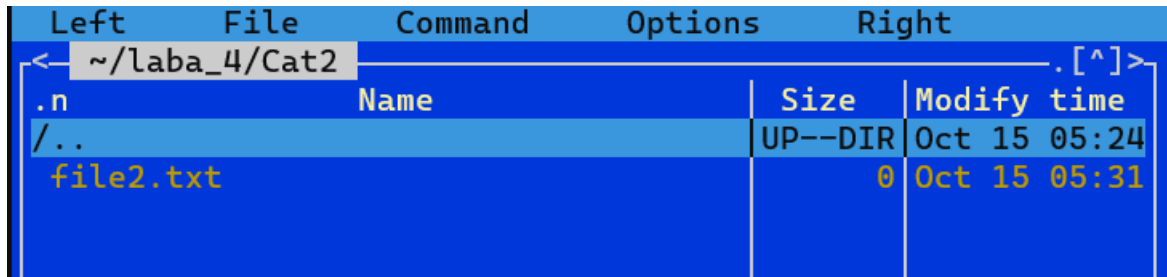 Left File Command Options Right
<- ~/laba_4/Cat2 .[^]>
.n Name Size Modify time
/.. UP--DIR Oct 15 05:24
file2.txt 0 Oct 15 05:31